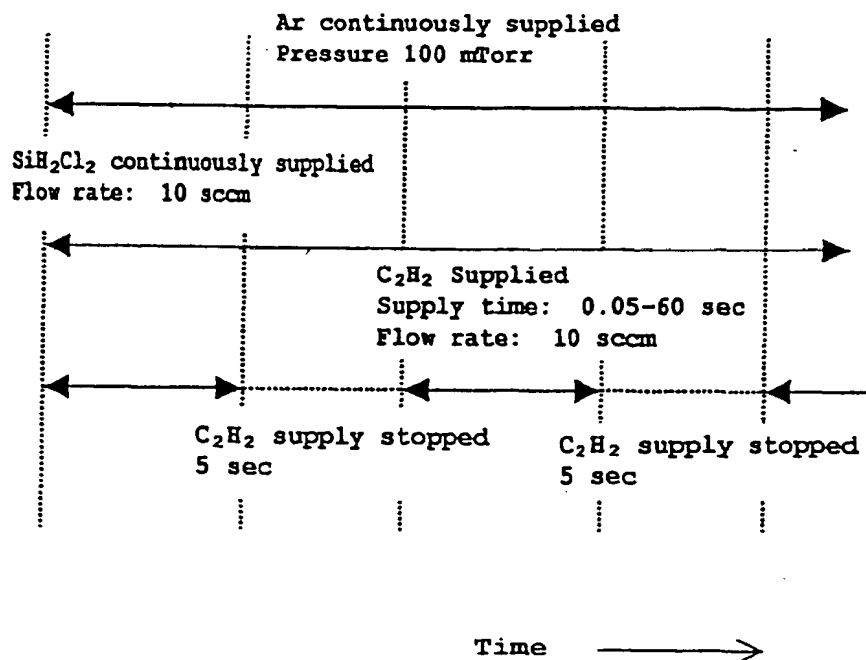 Ar continuously supplied
Pressure 100 mTorr
SiH₂Cl₂ continuously supplied
Flow rate: 10 sccm
C₂H₂ Supplied
Supply time: 0.05-60 sec
Flow rate: 10 sccm
C₂H₂ supply stopped
5 sec
C₂H₂ supply stopped
5 sec
Time